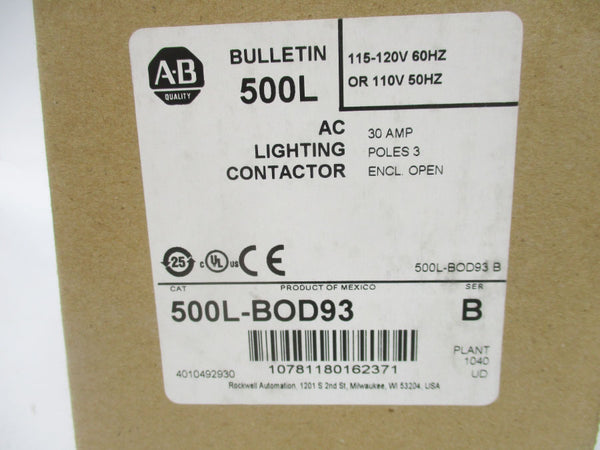 A-B
QUALITY
BULLETIN
500L
115-120V 60HZ
OR 110V 50HZ
AC
LIGHTING
CONTACTOR
30 AMP
POLES 3
ENCL. OPEN
25
C UL US CE
500L-BOD93 B
CAT
PRODUCT OF MEXICO
SER
500L-BOD93
B
10781180162371
PLANT
1040
UD
4010492930
Rockwell Automation, 1201 S 2nd St, Milwaukee, WI 53204, USA